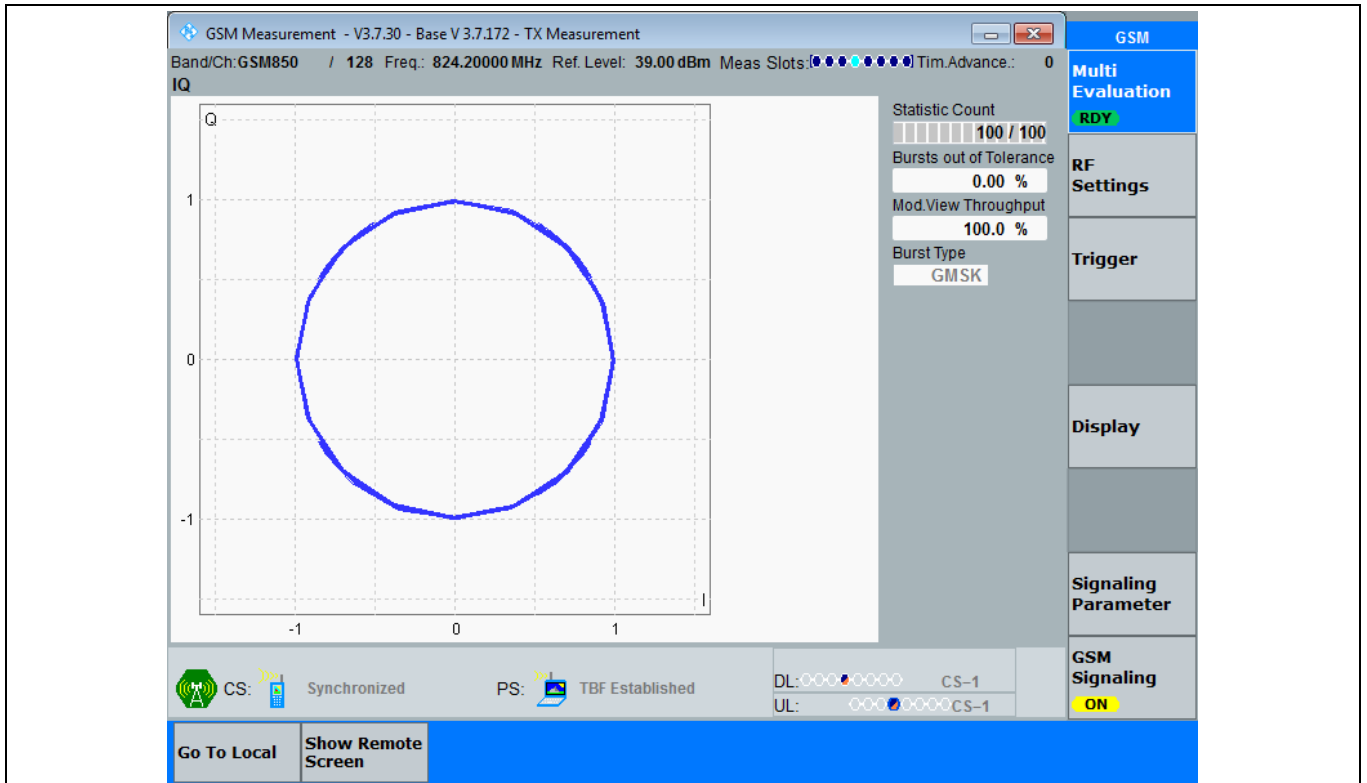 GSM Measurement - V3.7.30 - Base V 3.7.172 - TX Measurement
GSM
Band/Ch:GSM850 / 128 Freq.: 824.20000 MHz Ref. Level: 39.00 dBm Meas Slots: Tim.Advance.: 0
IQ
Multi
Evaluation
RDY
Q
Statistic Count
100 / 100
Bursts out of Tolerance
0.00 %
Mod.View Throughput
100.0 %
Burst Type
GMSK
RF
Settings
Trigger
1
0
-1
I
-1 0 1
Display
Signaling
Parameter
CS: Synchronized PS: TBF Established
DL: CS-1
UL: CS-1
GSM
Signaling
ON
Go To Local
Show Remote
Screen